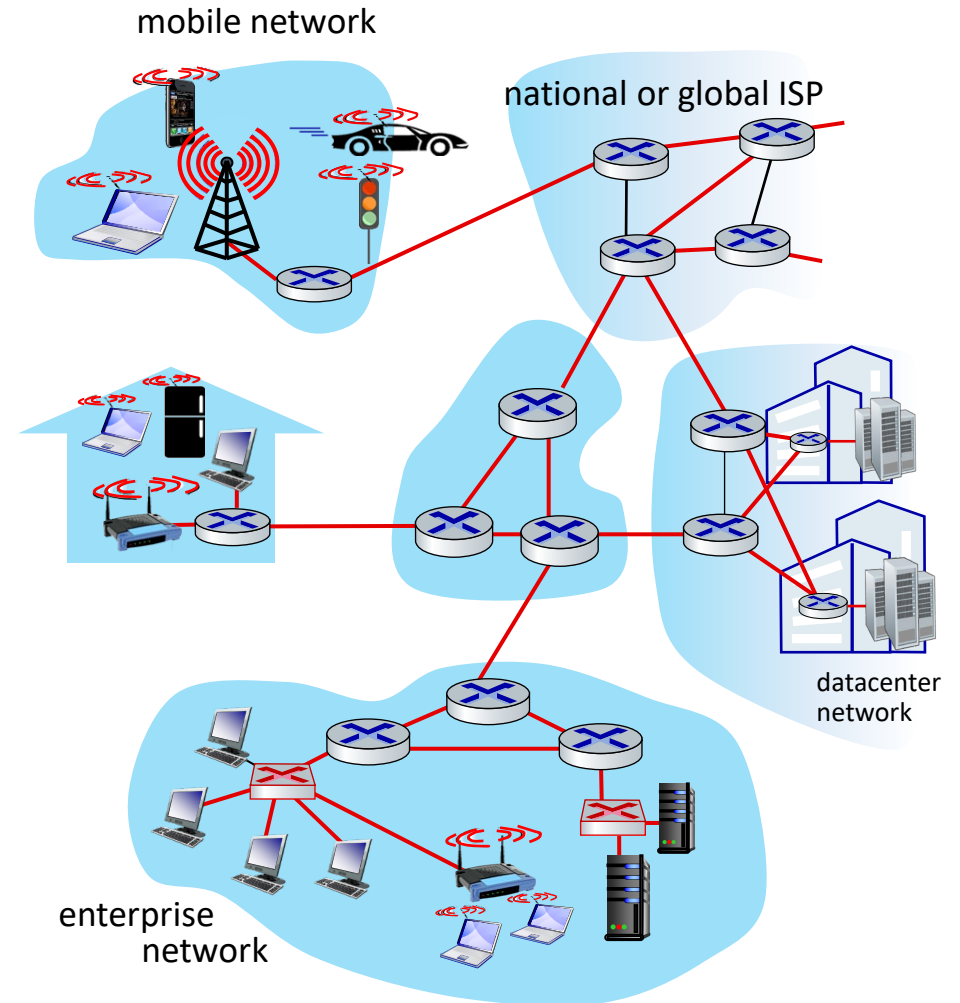 mobile network
national or global ISP
datacenter
network
enterprise
network